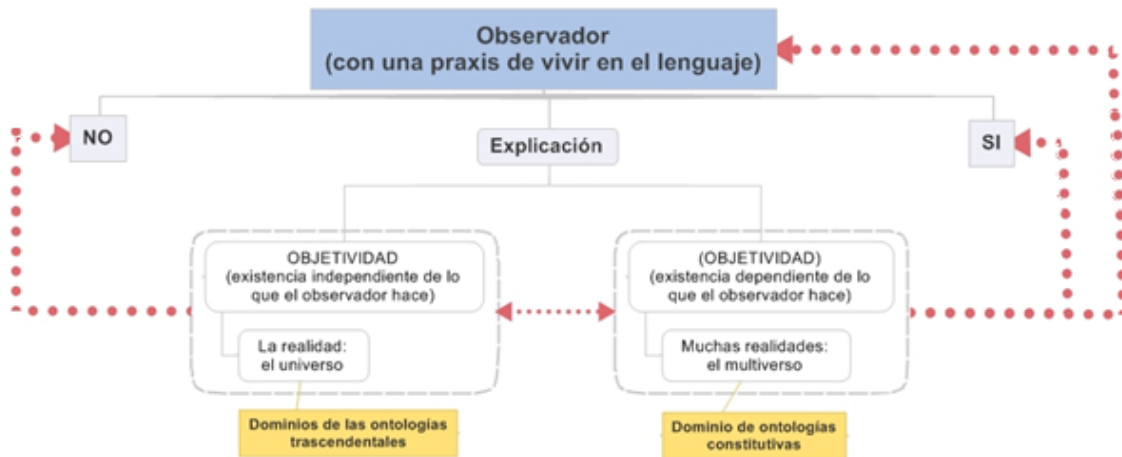 Observador
(con una praxis de vivir en el lenguaje)
NO
Explicación
SI
OBJETIVIDAD
(existencia independiente de lo
que el observador hace)
La realidad:
el universo
Dominios de las ontologías
trascendentales
(OBJETIVIDAD)
(existencia dependiente de lo
que el observador hace)
Muchas realidades:
el multiverso
Dominio de ontologías
constitutivas